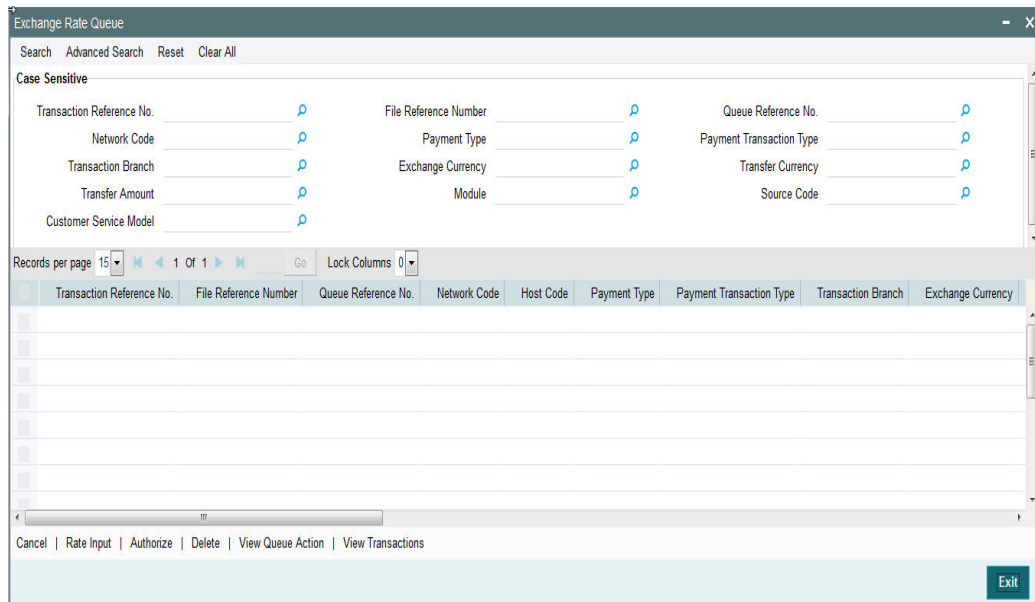 Exchange Rate Queue
Search Advanced Search Reset Clear All
Case Sensitive
Transaction Reference No. File Reference Number Queue Reference No.
Network Code Payment Type Payment Transaction Type
Transaction Branch Exchange Currency Transfer Currency
Transfer Amount Module Source Code
Customer Service Model
Records per page 15 1 Of 1 Go Lock Columns 0
Transaction Reference No. File Reference Number Queue Reference No. Network Code Host Code Payment Type Payment Transaction Type Transaction Branch Exchange Currency
Cancel | Rate Input | Authorize | Delete | View Queue Action | View Transactions
Exit